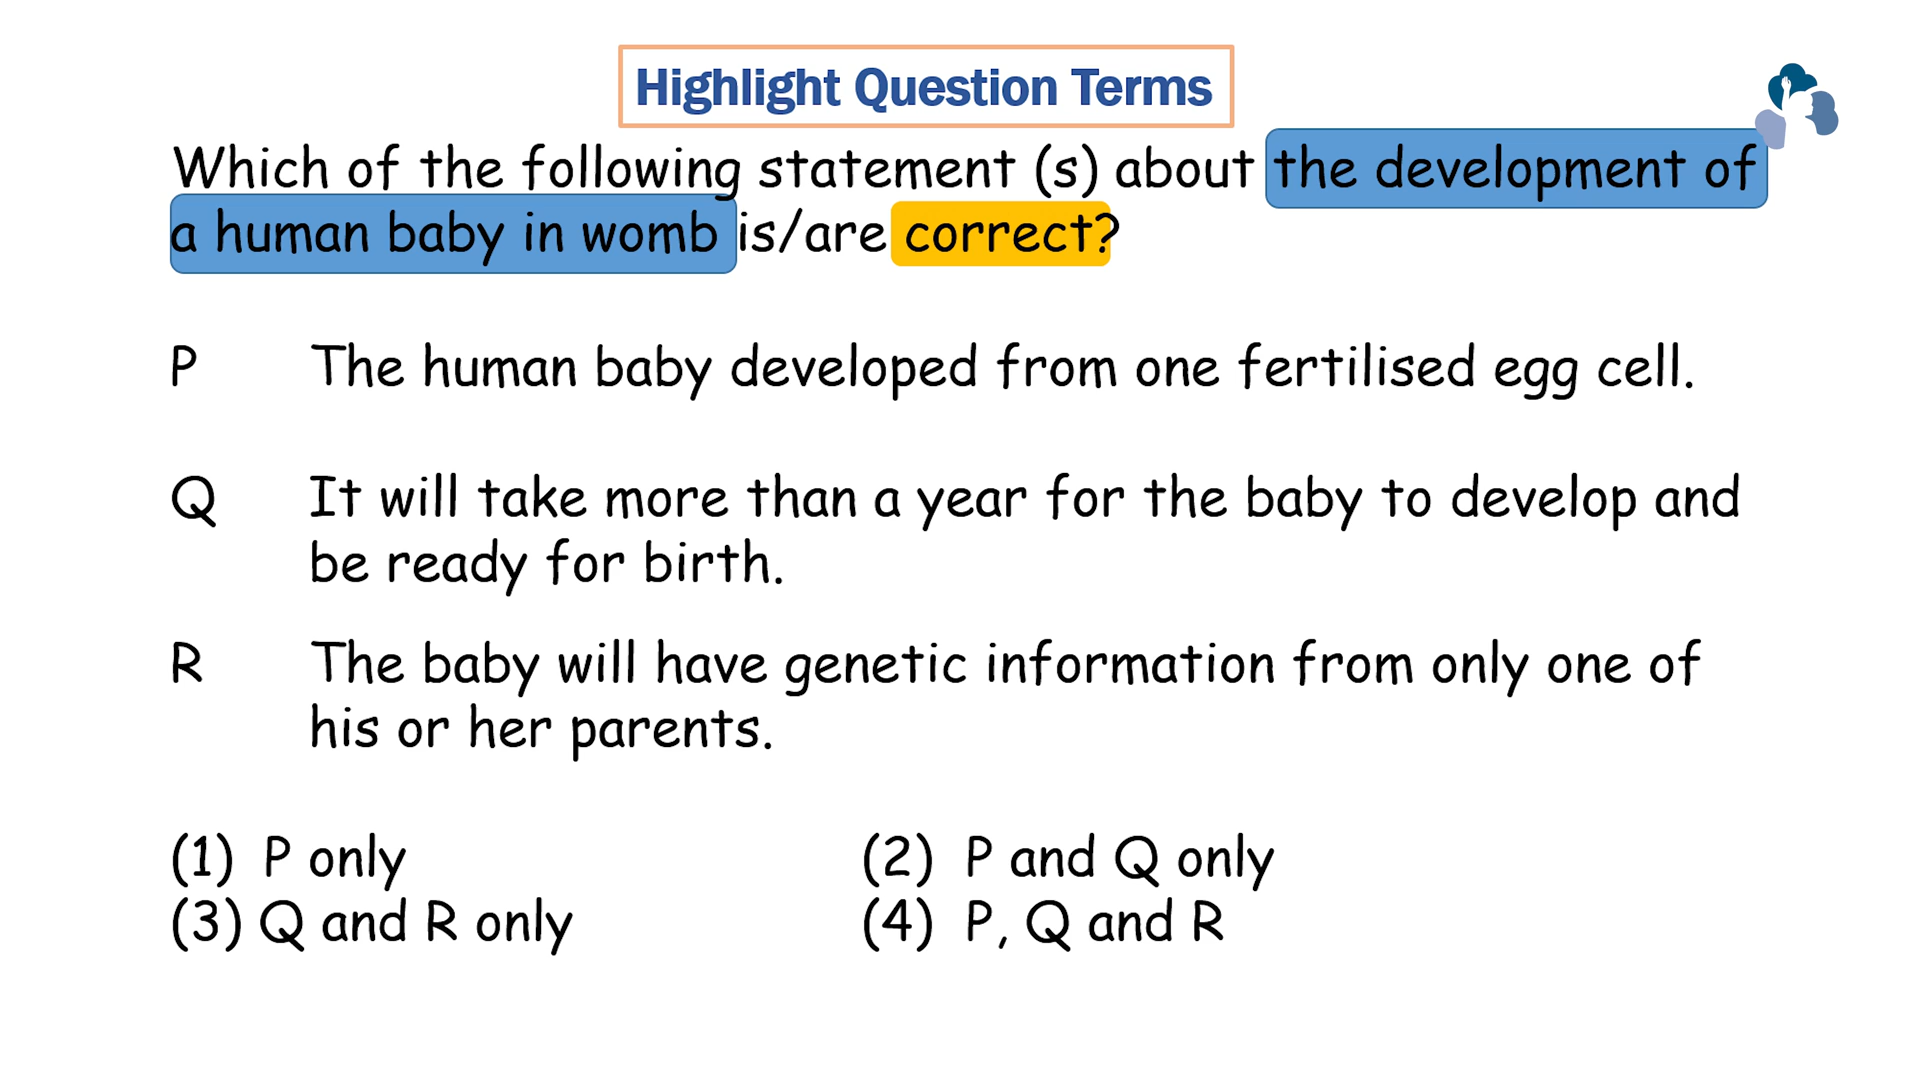 Highlight Question Terms
Which of the following statement (s) about the development of
a human baby in womb is/are correct?
P The human baby developed from one fertilised egg cell.
Q It will take more than a year for the baby to develop and
be ready for birth.
R The baby will have genetic information from only one of
his or her parents.
(1) P only (2) P and Q only
(3) Q and R only (4) P, Q and R